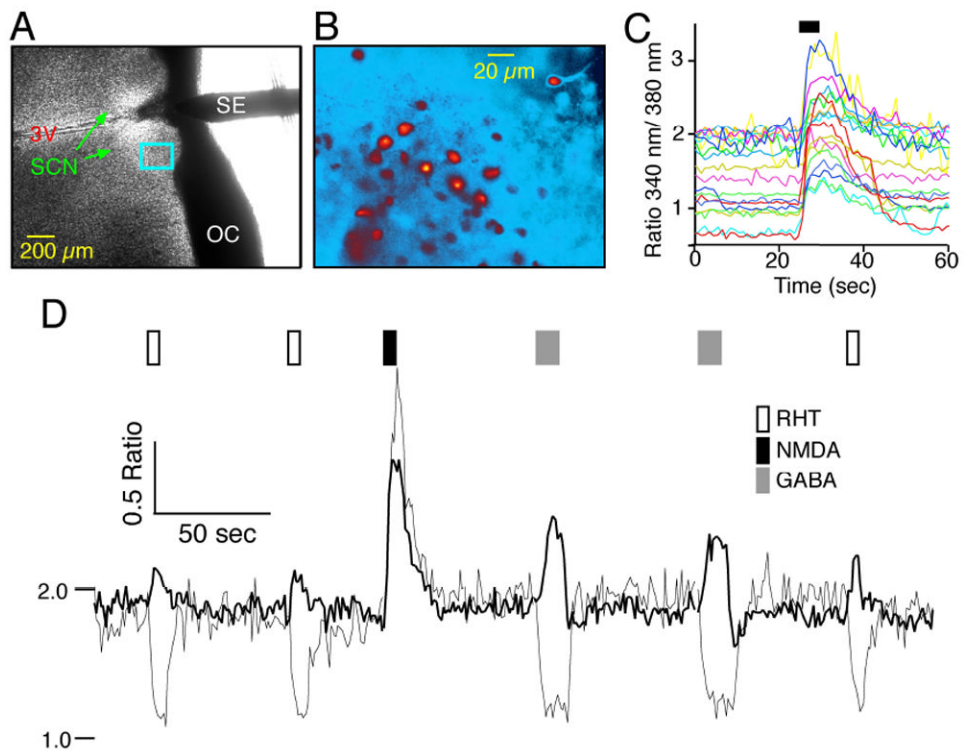 A
SE
3V
SCN
OC
200 µm
B
20 µm
C
Ratio 340 nm/ 380 nm
3
2
1
0
20
40
60
Time (sec)
D
RHT
NMDA
GABA
0.5 Ratio
50 sec
2.0
1.0